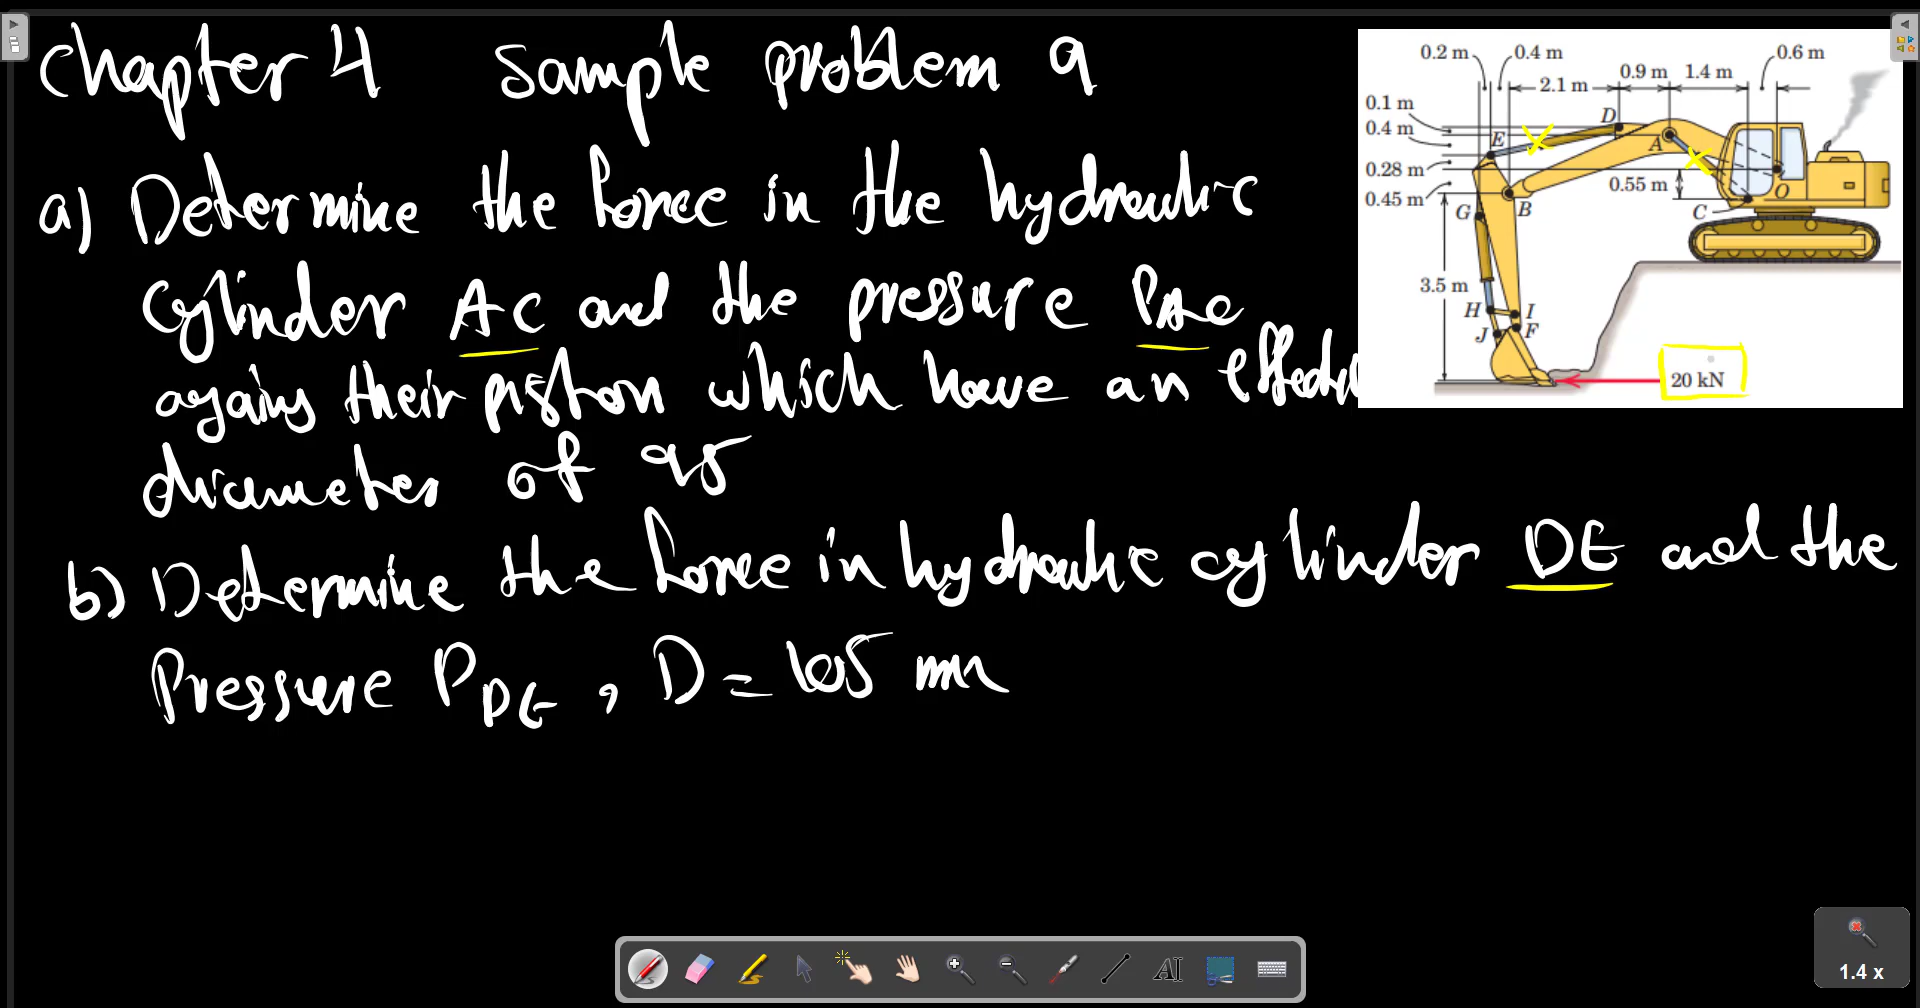 chapter 4 sample problem 9
a) Determine the force in the hydraulic
cylinder AC and the pressure PAC
agains their piston which have an effective
diameter of 95
b) Determine the force in hydraulic cylinder DE and the
Pressure PDE , D = 105 mm
0.2 m 0.4 m 0.6 m
2.1 m 0.9 m 1.4 m
0.1 m
0.4 m
0.28 m
0.45 m
0.55 m
3.5 m
D
E
A
G
B
C
O
H
I
J
F
20 kN
AI
1.4 x